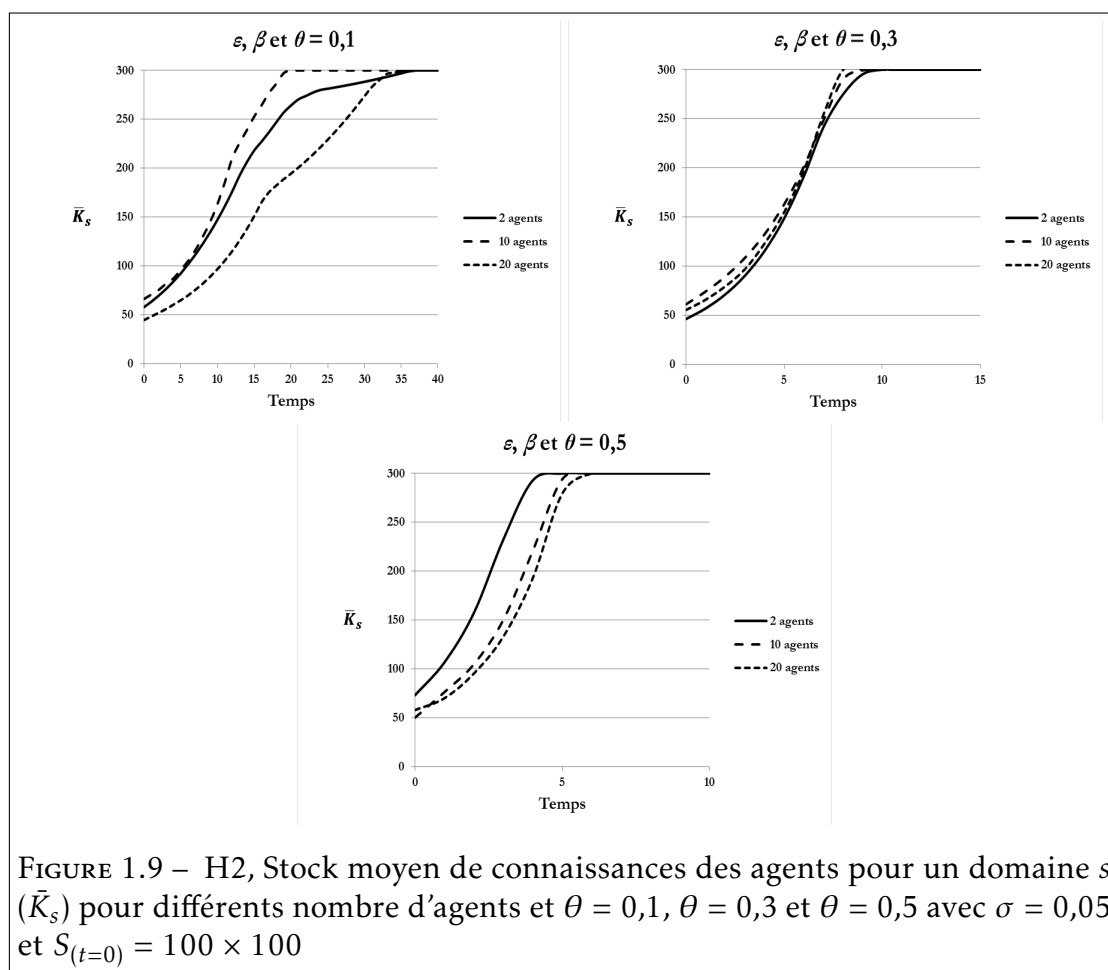 ε, β et θ = 0,1
300
250
200
150
100
50
0
K̄s
0 5 10 15 20 25 30 35 40
Temps
2 agents
10 agents
20 agents
ε, β et θ = 0,3
300
250
200
150
100
50
0
K̄s
0 5 10 15
Temps
2 agents
10 agents
20 agents
ε, β et θ = 0,5
300
250
200
150
100
50
0
K̄s
0 5 10
Temps
2 agents
10 agents
20 agents
FIGURE 1.9 – H2, Stock moyen de connaissances des agents pour un domaine s
(K̄s) pour différents nombre d'agents et θ = 0,1, θ = 0,3 et θ = 0,5 avec σ = 0,05
et S(t=0) = 100 × 100